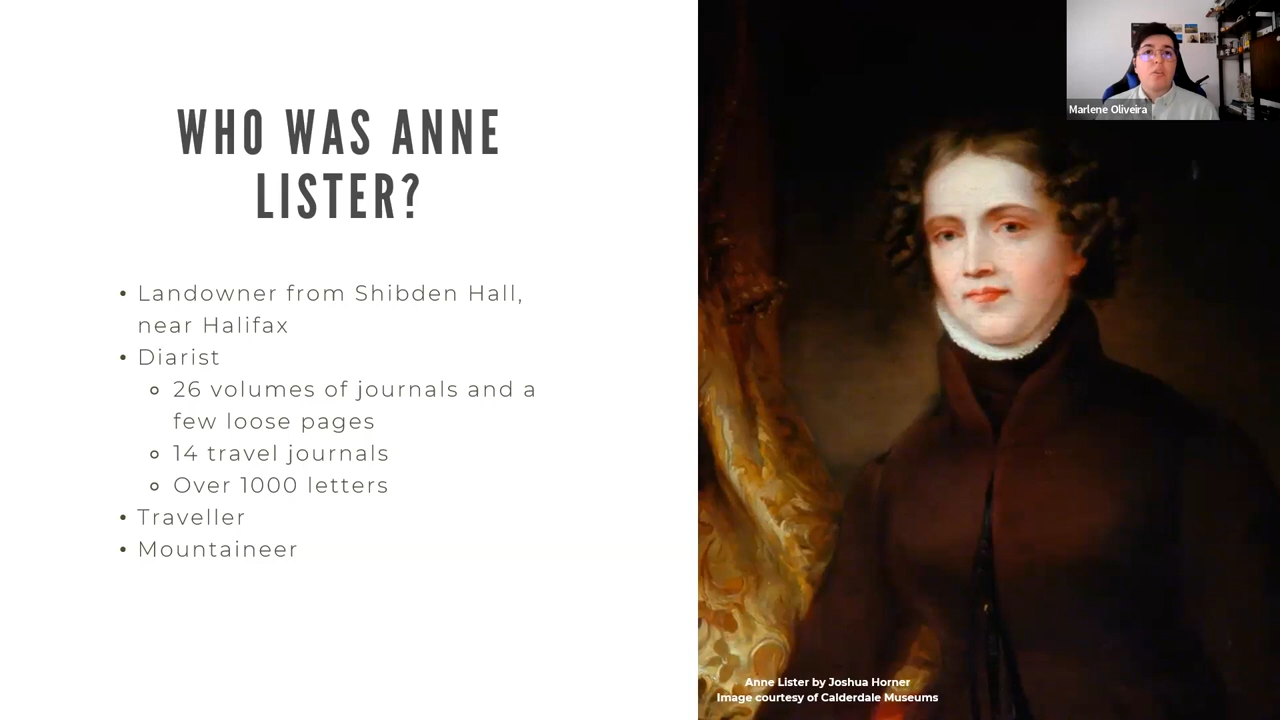 WHO WAS ANNE
LISTER?
• Landowner from Shibden Hall,
near Halifax
• Diarist
26 volumes of journals and a
few loose pages
14 travel journals
Over 1000 letters
• Traveller
• Mountaineer
Marlene Oliveira
Anne Lister by Joshua Horner
Image courtesy of Calderdale Museums